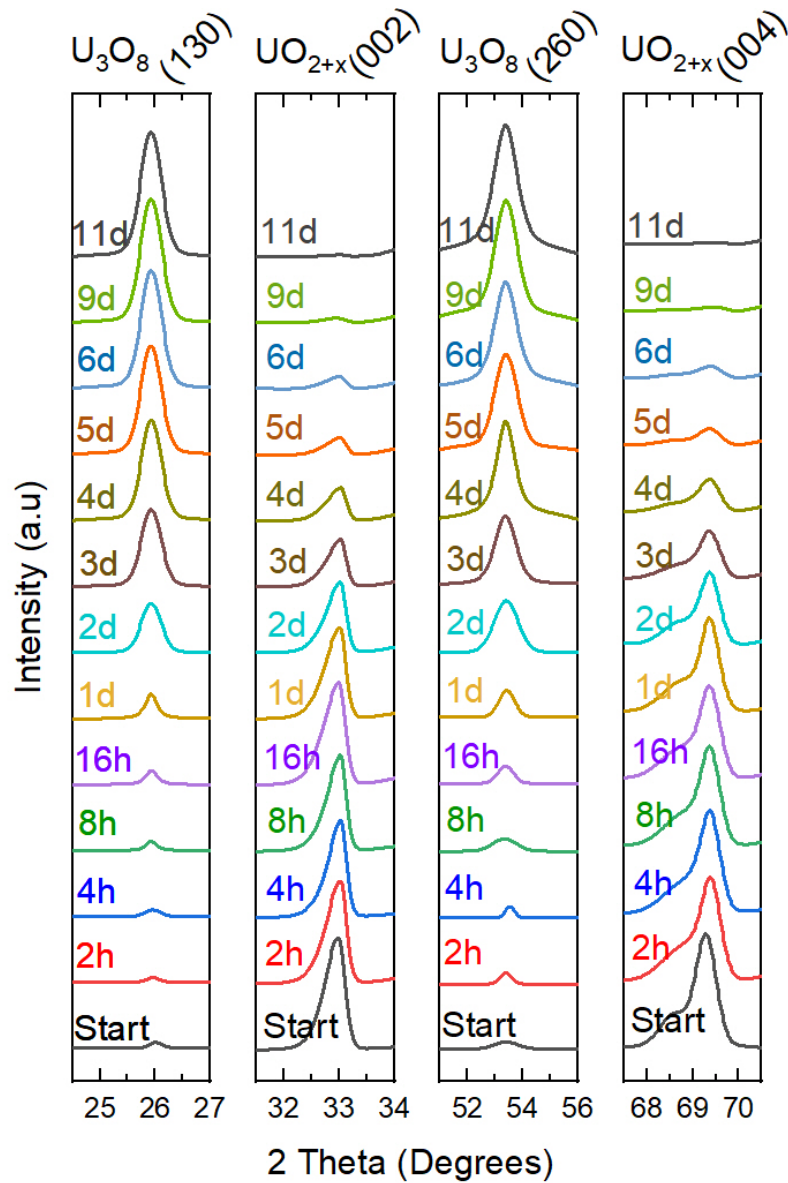 U₃O₈ (130) UO₂₊ₓ(002) U₃O₈ (260) UO₂₊ₓ(004)
11d 11d 11d 11d
9d 9d 9d 9d
6d 6d 6d 6d
5d 5d 5d 5d
4d 4d 4d 4d
3d 3d 3d 3d
2d 2d 2d 2d
1d 1d 1d 1d
16h 16h 16h 16h
8h 8h 8h 8h
4h 4h 4h 4h
2h 2h 2h 2h
Start Start Start Start
Intensity (a.u)
25 26 27 32 33 34 52 54 56 68 69 70
2 Theta (Degrees)